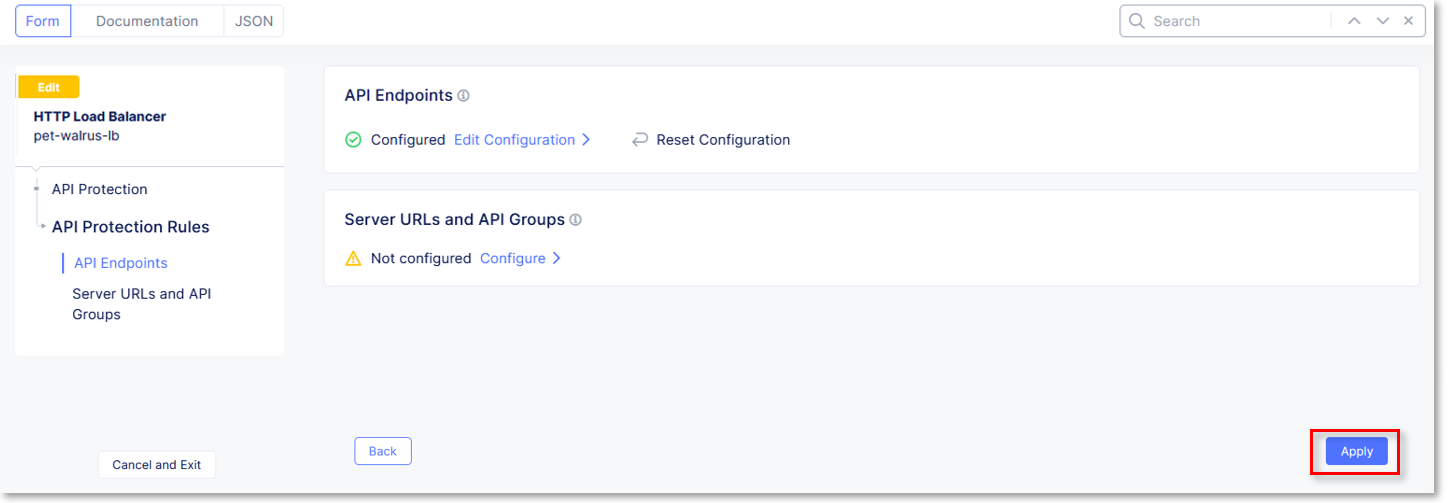 Form Documentation JSON Search
Edit
HTTP Load Balancer
pet-walrus-lb
API Protection
API Protection Rules
API Endpoints
Server URLs and API
Groups
Cancel and Exit
API Endpoints
Configured Edit Configuration Reset Configuration
Server URLs and API Groups
Not configured Configure
Back Apply